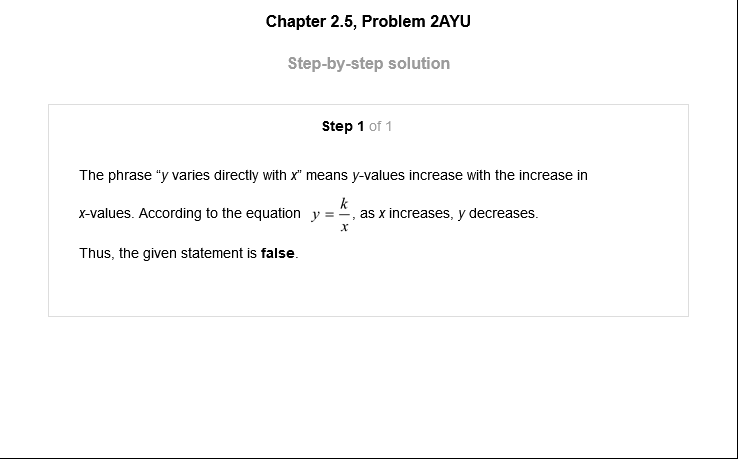 Chapter 2.5, Problem 2AYU
Step-by-step solution
Step 1 of 1
The phrase “y varies directly with x” means y-values increase with the increase in
x-values. According to the equation y = k/x, as x increases, y decreases.
Thus, the given statement is false.